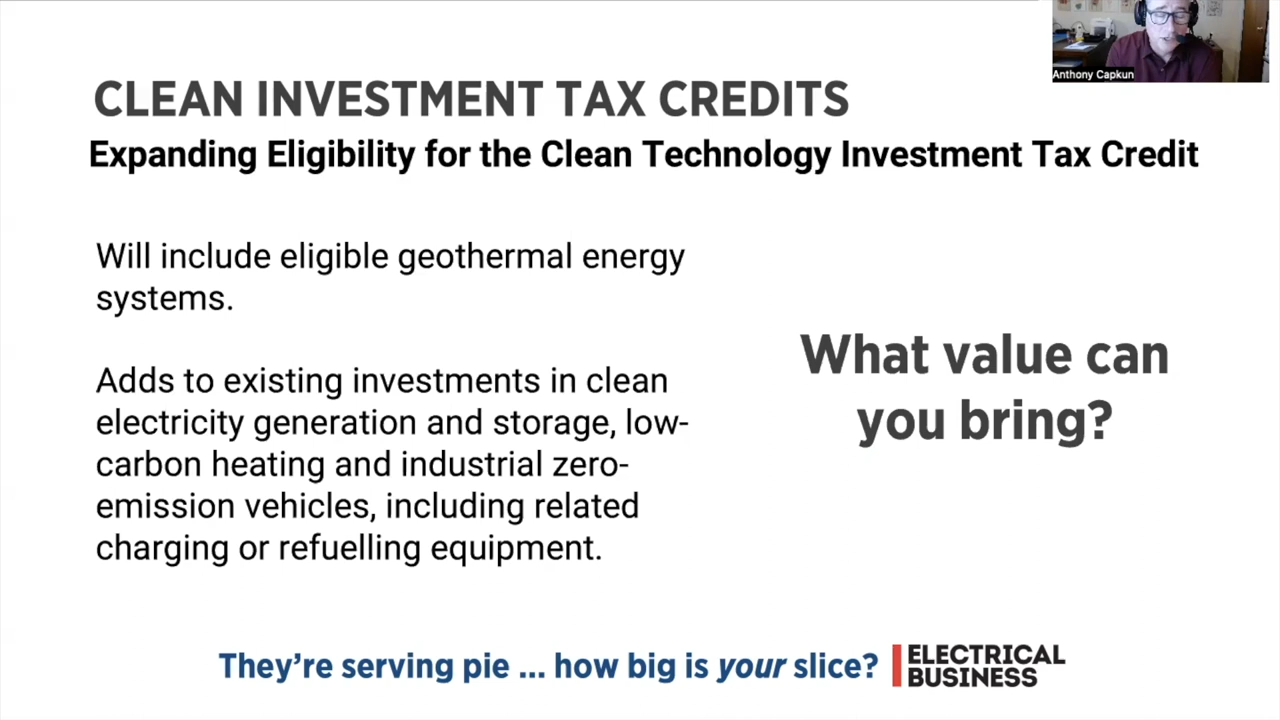 Anthony Capkun
CLEAN INVESTMENT TAX CREDITS
Expanding Eligibility for the Clean Technology Investment Tax Credit
Will include eligible geothermal energy
systems.
Adds to existing investments in clean
electricity generation and storage, low-
carbon heating and industrial zero-
emission vehicles, including related
charging or refuelling equipment.
What value can
you bring?
They're serving pie ... how big is your slice?
ELECTRICAL
BUSINESS